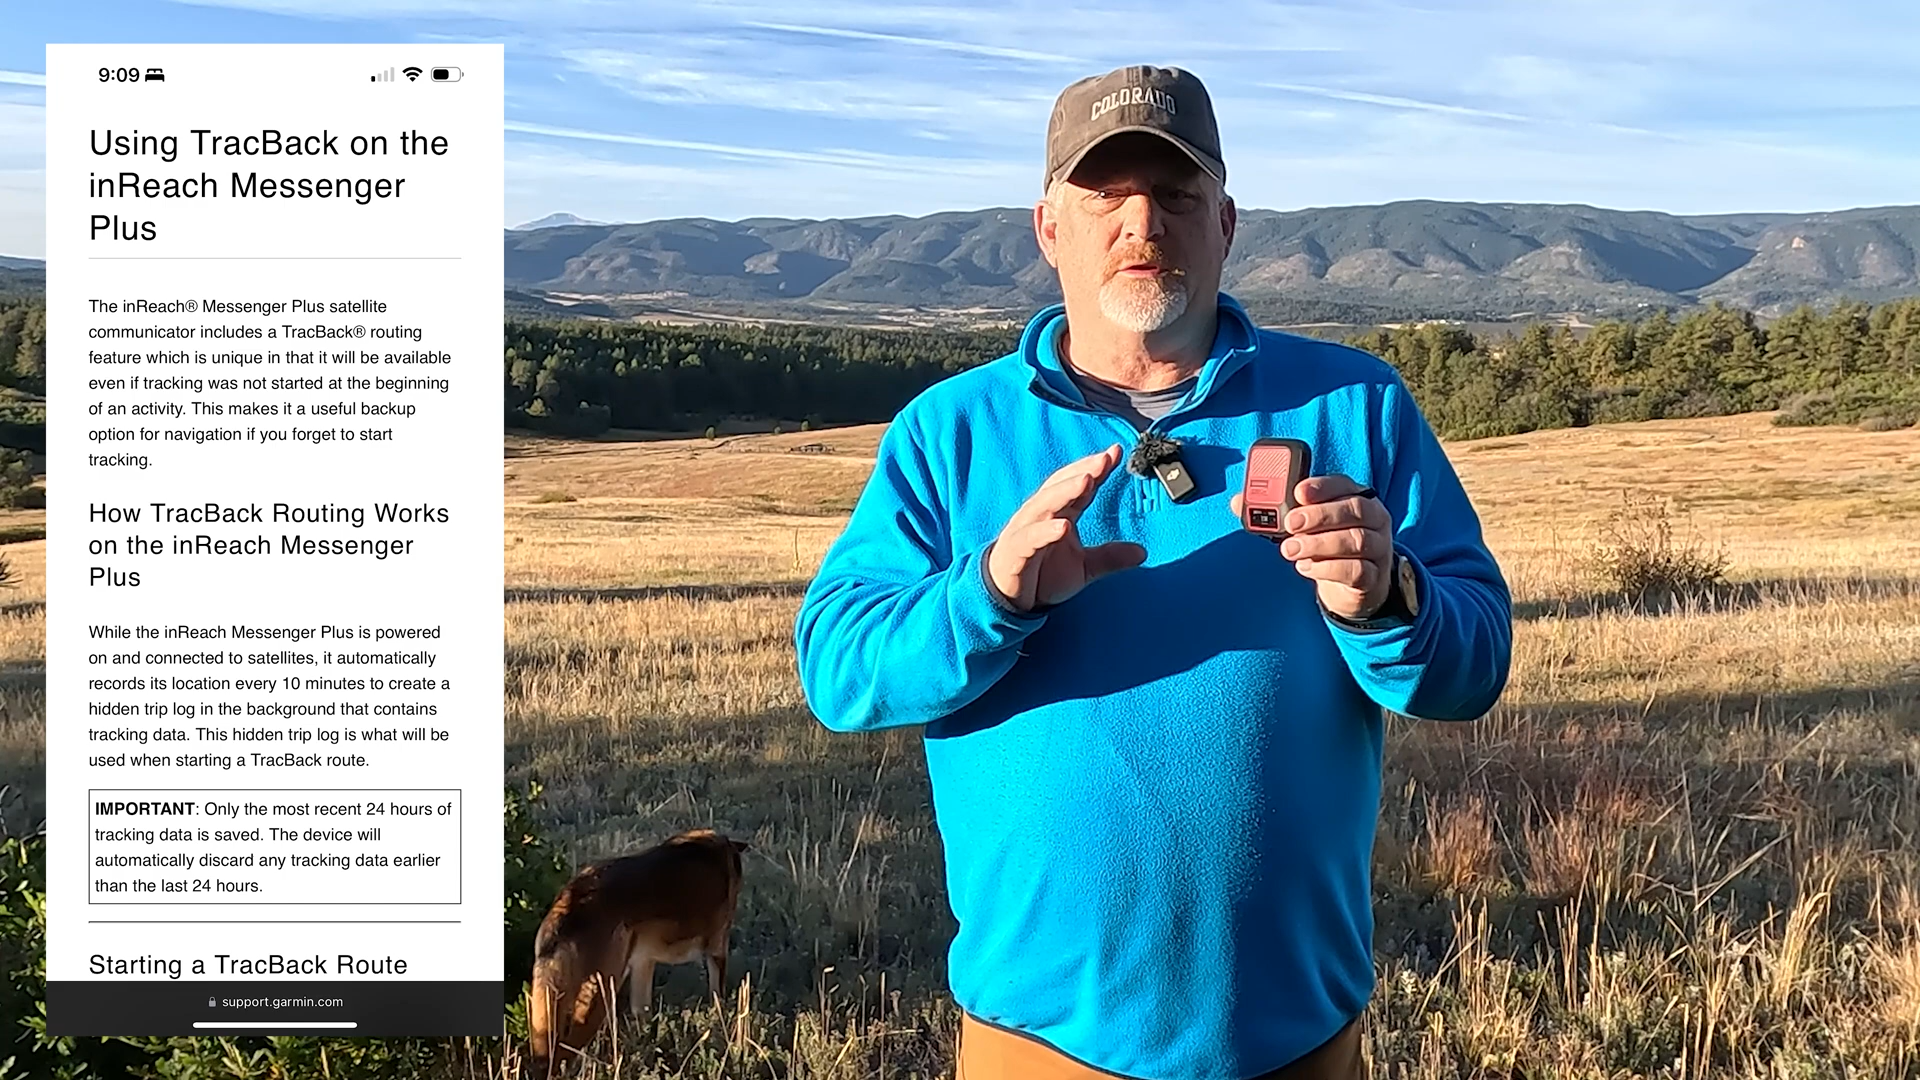 9:09
Using TracBack on the
inReach Messenger
Plus
The inReach® Messenger Plus satellite
communicator includes a TracBack® routing
feature which is unique in that it will be available
even if tracking was not started at the beginning
of an activity. This makes it a useful backup
option for navigation if you forget to start
tracking.
How TracBack Routing Works
on the inReach Messenger
Plus
While the inReach Messenger Plus is powered
on and connected to satellites, it automatically
records its location every 10 minutes to create a
hidden trip log in the background that contains
tracking data. This hidden trip log is what will be
used when starting a TracBack route.
IMPORTANT: Only the most recent 24 hours of
tracking data is saved. The device will
automatically discard any tracking data earlier
than the last 24 hours.
Starting a TracBack Route
support.garmin.com
COLORADO